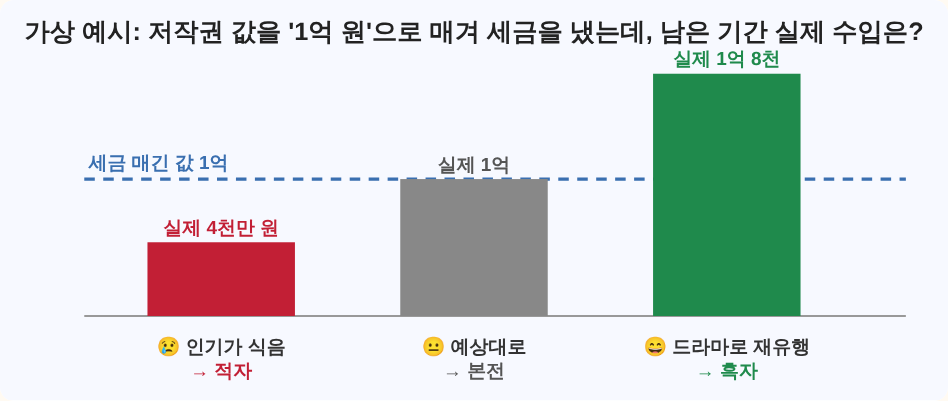 가상 예시: 저작권 값을 '1억 원'으로 매겨 세금을 냈는데, 남은 기간 실제 수입은?
실제 1억 8천
세금 매긴 값 1억
실제 1억
실제 4천만 원
😢 인기가 식음
→ 적자
😐 예상대로
→ 본전
😄 드라마로 재유행
→ 흑자